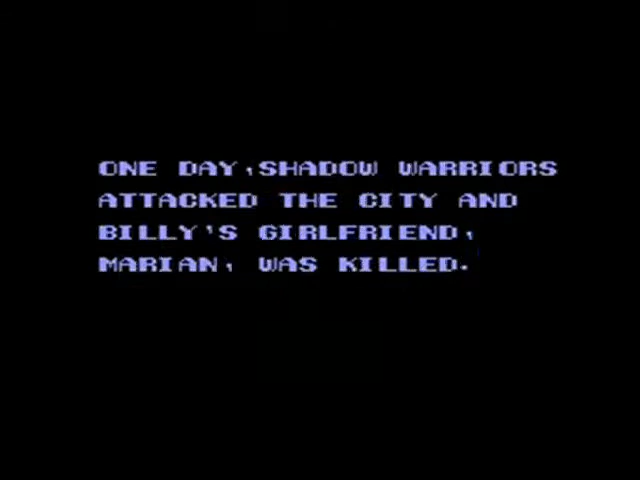 ONE DAY,SHADOW WARRIORS
ATTACKED THE CITY AND
BILLY'S GIRLFRIEND,
MARIAN, WAS KILLED.